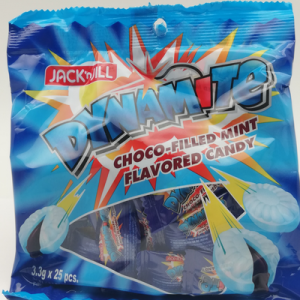 JACK 'n JILL
DYNAMiTE
CHOCO-FILLED MINT
FLAVORED CANDY
3.3g x 25 pcs.